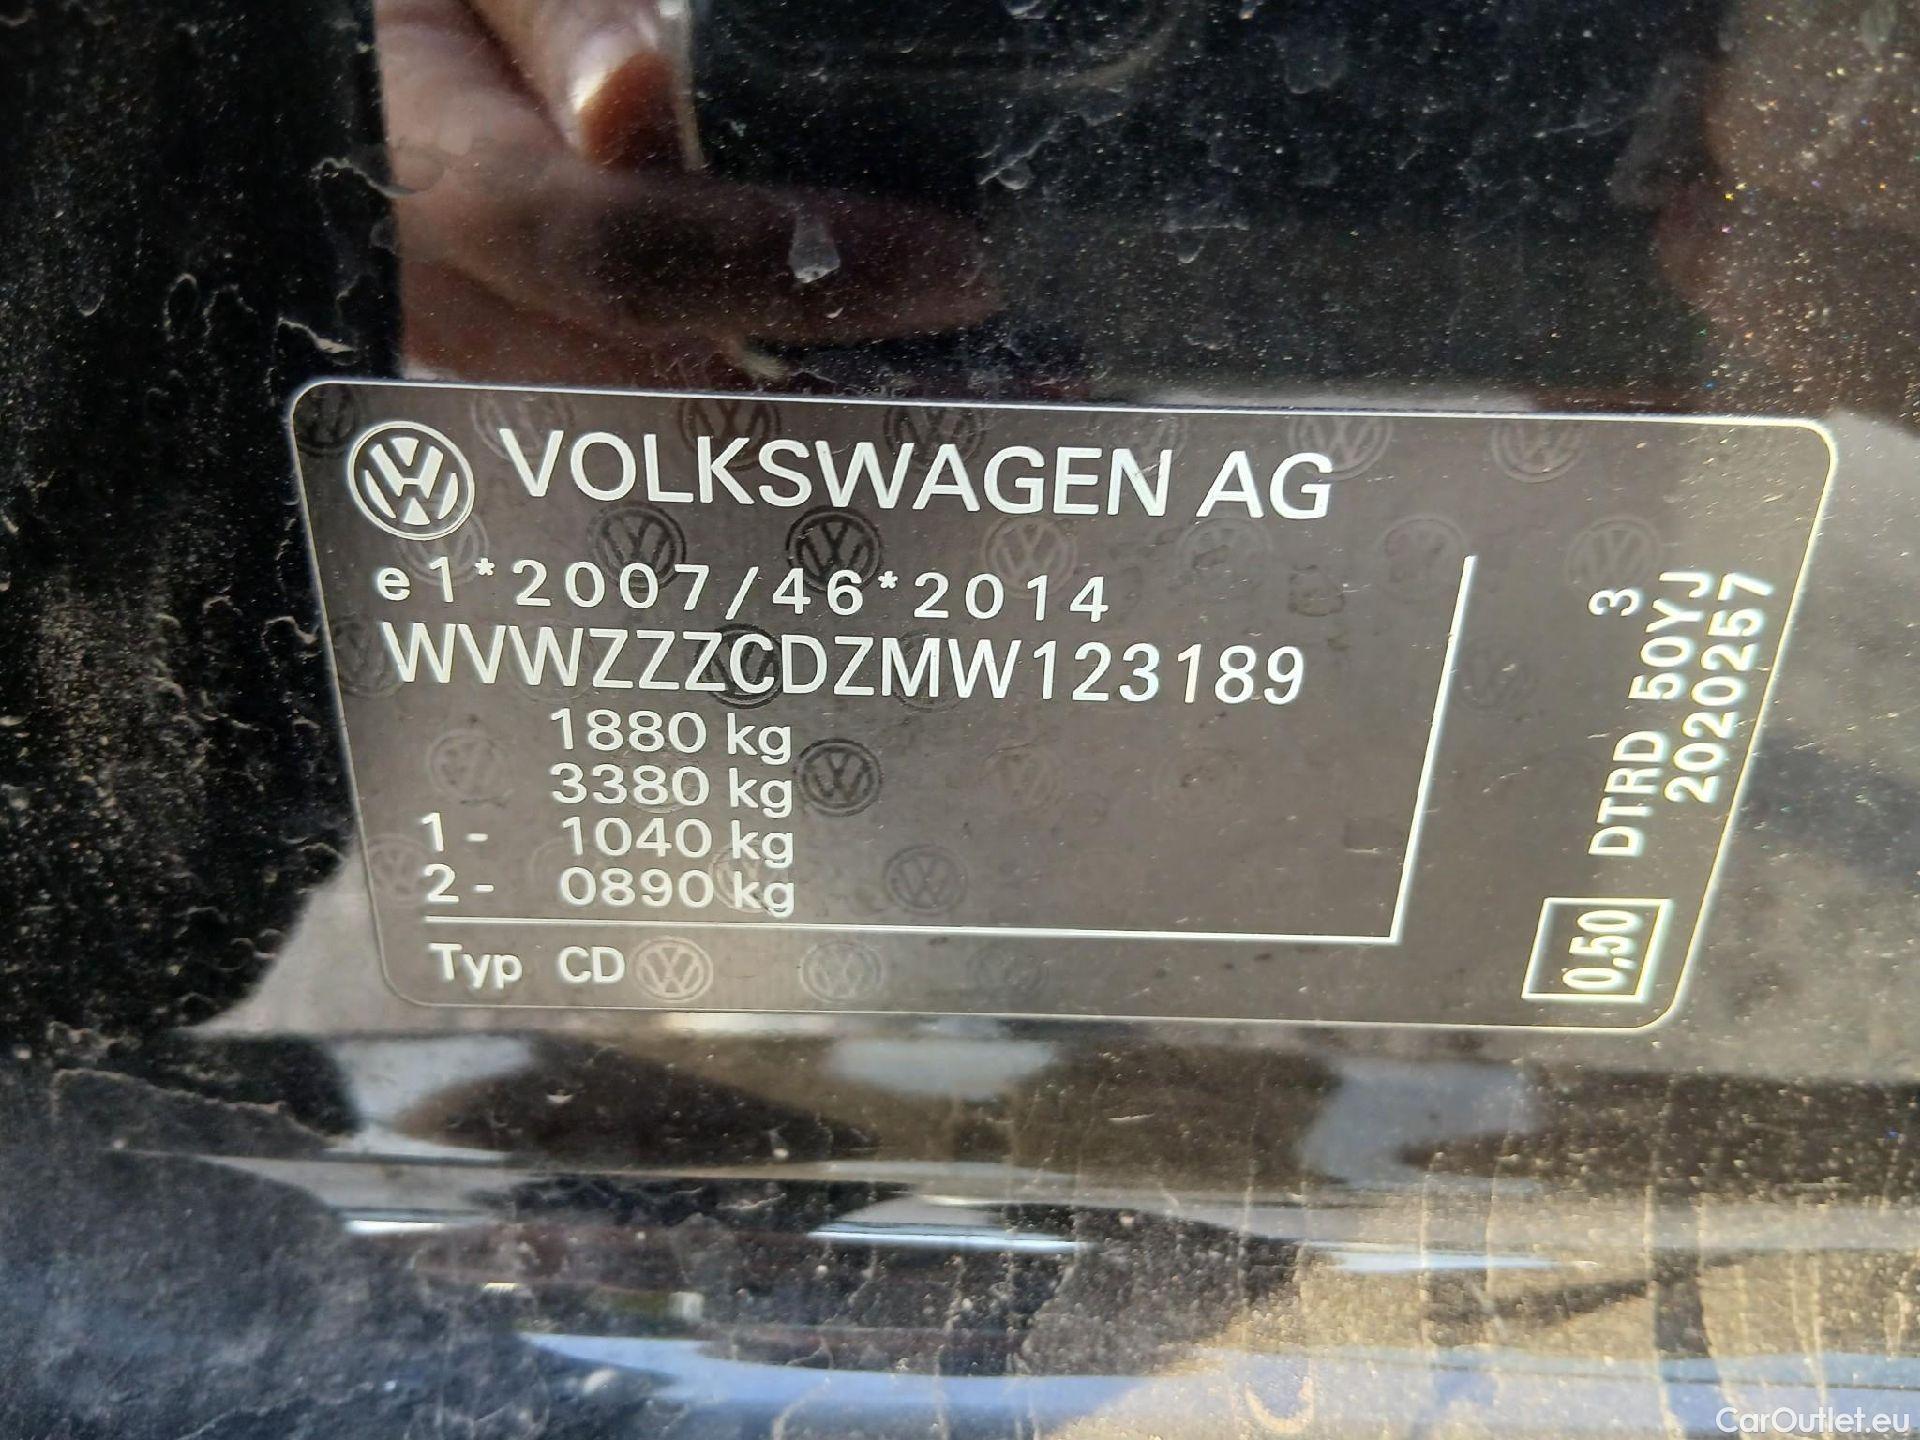 VOLKSWAGEN AG
e1*2007/46*2014
WVWZZZCDZMW123189
1880 kg
3380 kg
1- 1040 kg
2- 0890 kg
Typ CD
3
0,50 DTRD 50YJ
2020257
CarOutlet.eu